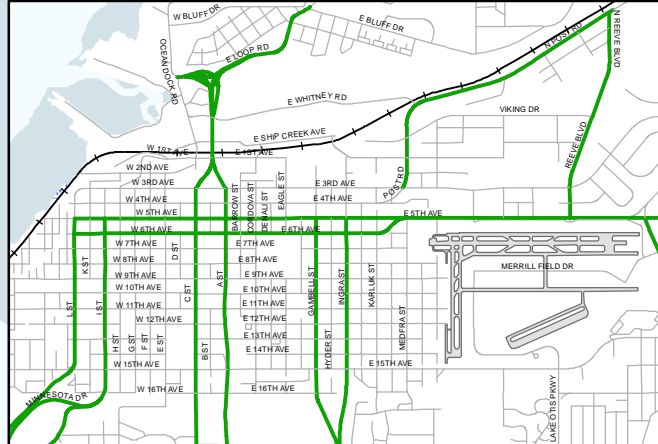 W BLUFF DR
E BLUFF DR
N REEVE BLVD
N POST RD
OCEAN DOCK RD
E LOOP RD
E WHITNEY RD
VIKING DR
E SHIP CREEK AVE
W 1ST AVE
E 1ST AVE
REEVE BLVD
W 2ND AVE
W 3RD AVE
E 3RD AVE
POST RD
W 4TH AVE
E 4TH AVE
W 5TH AVE
E 5TH AVE
BARROW ST
CORDOVA ST
DENALI ST
EAGLE ST
W 6TH AVE
E 6TH AVE
W 7TH AVE
E 7TH AVE
D ST
W 8TH AVE
E 8TH AVE
K ST
MERRILL FIELD DR
W 9TH AVE
E 9TH AVE
A ST
GAMBELL ST
INGRA ST
KARLUK ST
W 10TH AVE
E 10TH AVE
C ST
L ST
I ST
W 11TH AVE
E 11TH AVE
W 12TH AVE
E 12TH AVE
MEDFRA ST
H ST
G ST
F ST
E ST
E 13TH AVE
B ST
E 14TH AVE
HYDER ST
W 15TH AVE
E 15TH AVE
W 16TH AVE
E 16TH AVE
MINNESOTA DR
LAKE OTIS PKWY